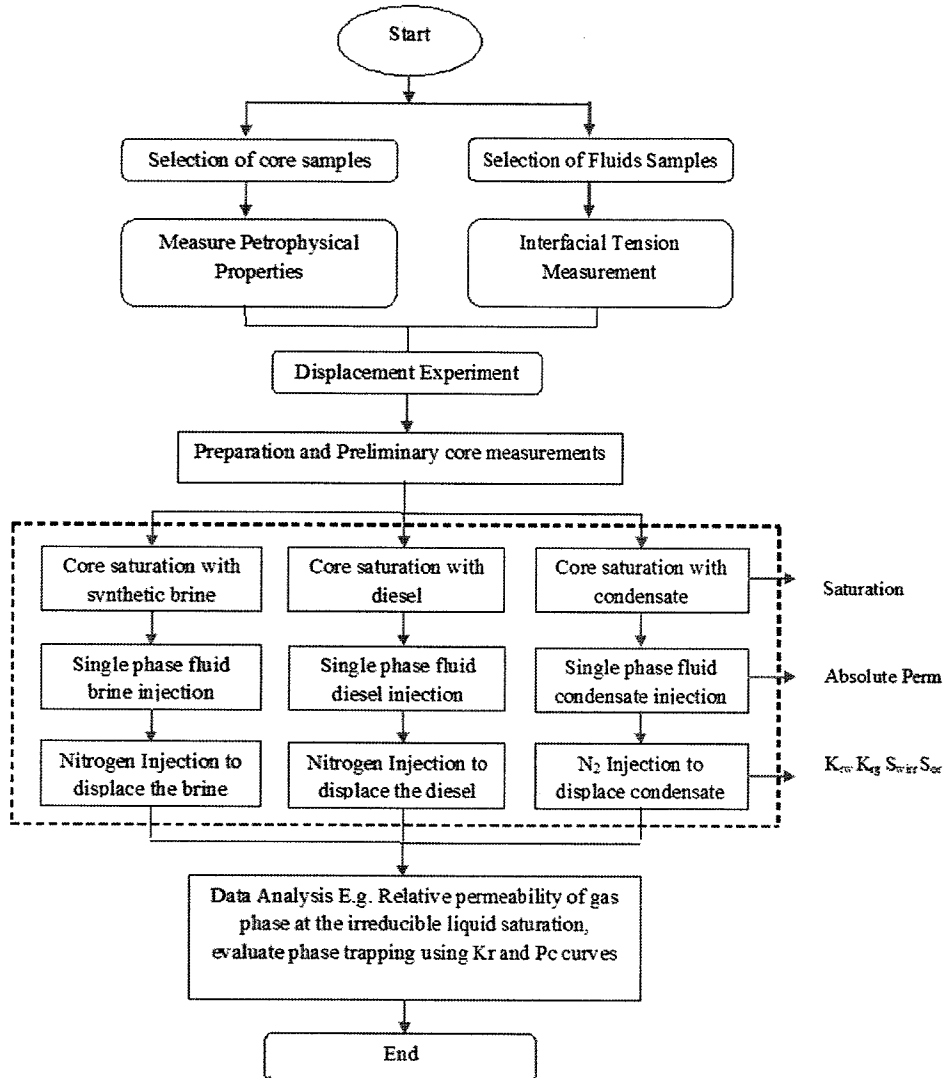 Start
Selection of core samples
Selection of Fluids Samples
Measure Petrophysical
Properties
Interfacial Tension
Measurement
Displacement Experiment
Preparation and Preliminary core measurements
Core saturation with
synthetic brine
Core saturation with
diesel
Core saturation with
condensate
Saturation
Single phase fluid
brine injection
Single phase fluid
diesel injection
Single phase fluid
condensate injection
Absolute Perm
Nitrogen Injection to
displace the brine
Nitrogen Injection to
displace the diesel
N₂ Injection to
displace condensate
Krw Krg Swirr Sor
Data Analysis E.g. Relative permeability of gas
phase at the irreducible liquid saturation,
evaluate phase trapping using Kr and Pc curves
End